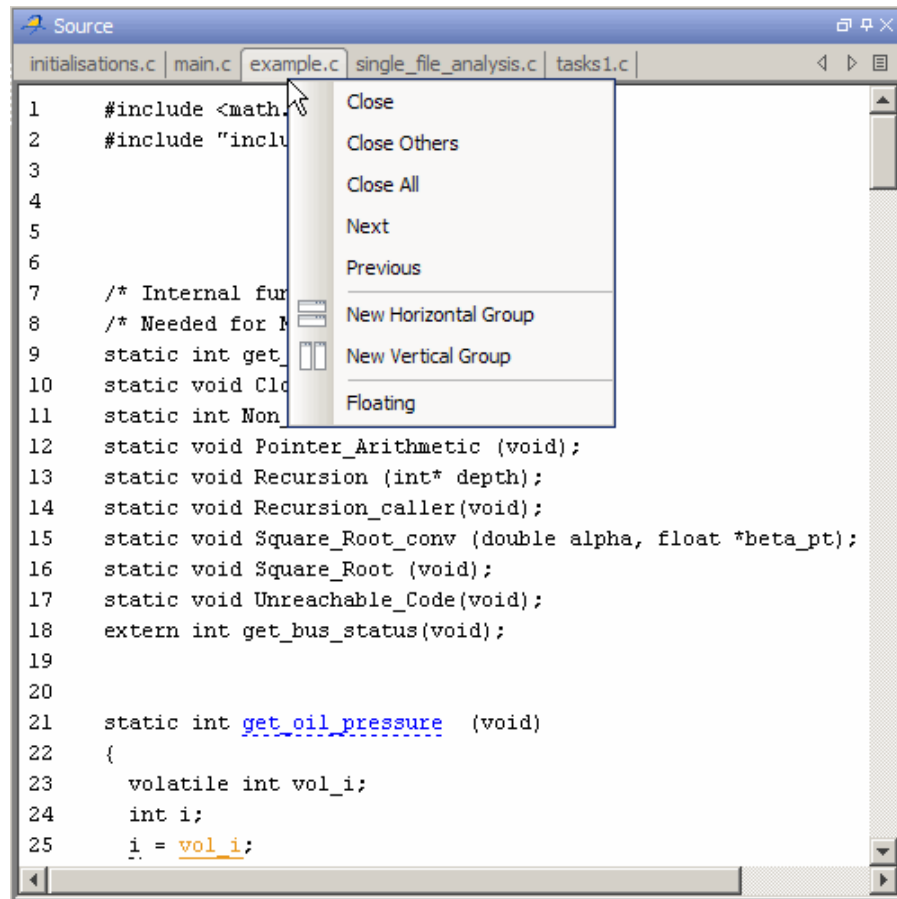 Source
initialisations.c main.c example.c single_file_analysis.c tasks1.c
1 #include <math.
2 #include "inclu
3
4
5
6
7 /* Internal fun
8 /* Needed for
9 static int get_
10 static void Clo
11 static int Non_
12 static void Pointer_Arithmetic (void);
13 static void Recursion (int* depth);
14 static void Recursion_caller(void);
15 static void Square_Root_conv (double alpha, float *beta_pt);
16 static void Square_Root (void);
17 static void Unreachable_Code(void);
18 extern int get_bus_status(void);
19
20
21 static int get_oil_pressure (void)
22 {
23 volatile int vol_i;
24 int i;
25 i = vol_i;
Close
Close Others
Close All
Next
Previous
New Horizontal Group
New Vertical Group
Floating